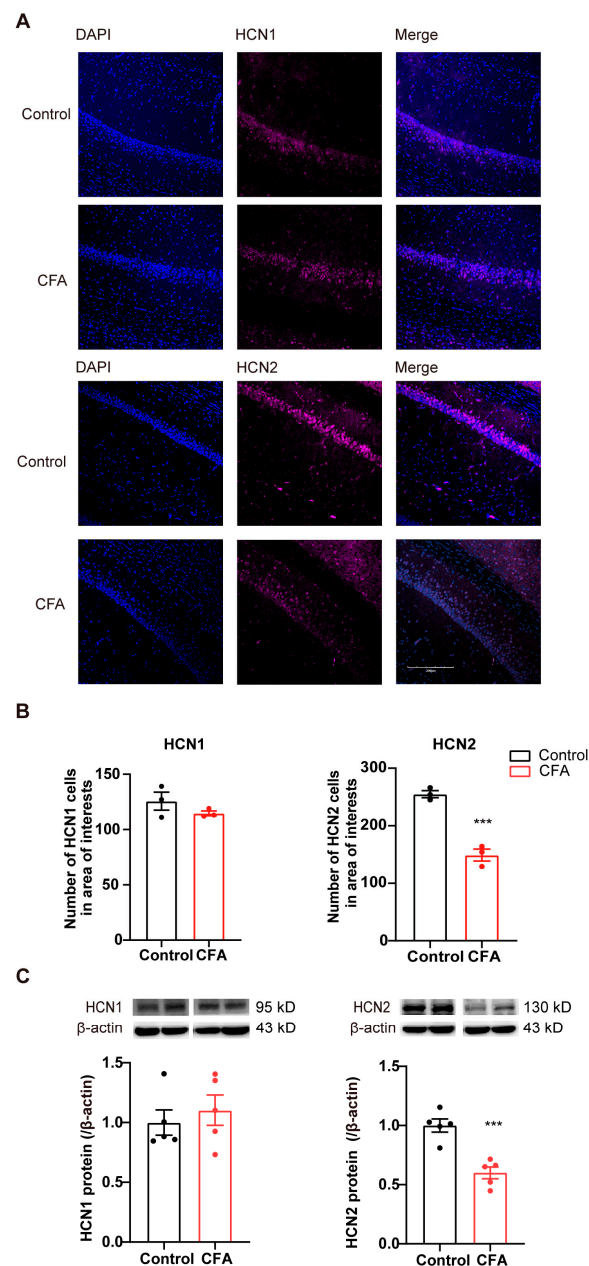 A
DAPI HCN1 Merge
Control
CFA
DAPI HCN2 Merge
Control
CFA
B
HCN1
Number of HCN1 cells
in area of interests
150
100
50
0
Control CFA
HCN2
Number of HCN2 cells
in area of interests
300
200
100
0
***
Control CFA
Control
CFA
C
HCN1 95 kD
β-actin 43 kD
HCN1 protein (/β-actin)
1.5
1.0
0.5
0.0
Control CFA
HCN2 130 kD
β-actin 43 kD
HCN2 protein (/β-actin)
1.5
1.0
0.5
0.0
***
Control CFA